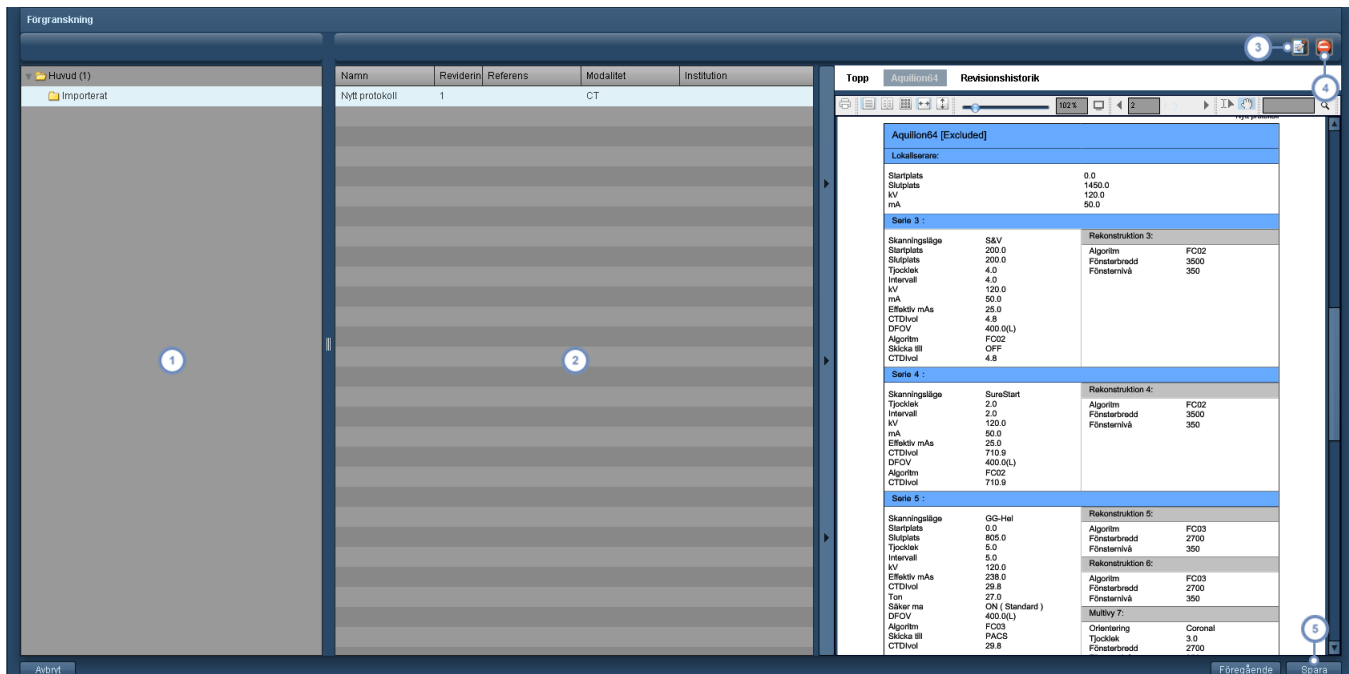 Förgranskning
3
4
Huvud (1)
Importerat
Namn Reviderin Referens Modalitet Institution
Nytt protokoll 1 CT
Topp Aquilion64 Revisionshistorik
102% 2
Aquilion64 [Excluded]
Lokaliserare:
Startplats 0.0
Slutplats 1450.0
kV 120.0
mA 50.0
Serie 3 :
Skanningsläge S&V
Startplats 200.0
Slutplats 200.0
Tjocklek 4.0
Intervall 4.0
kV 120.0
mA 50.0
Effektiv mAs 25.0
CTDIvol 4.8
DFOV 400.0(L)
Algoritm FC02
Skicka till OFF
CTDIvol 4.8
Rekonstruktion 3:
Algoritm FC02
Fönsterbredd 3500
Fönsternivå 350
Serie 4 :
Skanningsläge SureStart
Tjocklek 2.0
Intervall 2.0
kV 120.0
mA 50.0
Effektiv mAs 25.0
CTDIvol 710.9
DFOV 400.0(L)
Algoritm FC02
CTDIvol 710.9
Rekonstruktion 4:
Algoritm FC02
Fönsterbredd 3500
Fönsternivå 350
Serie 5 :
Skanningsläge GG-Hel
Startplats 0.0
Slutplats 805.0
Tjocklek 5.0
Intervall 5.0
kV 120.0
Effektiv mAs 238.0
CTDIvol 29.8
Ton 27.0
Säker ma ON ( Standard )
DFOV 400.0(L)
Algoritm FC03
Skicka till PACS
CTDIvol 29.8
Rekonstruktion 5:
Algoritm FC03
Fönsterbredd 2700
Fönsternivå 350
Rekonstruktion 6:
Algoritm FC03
Fönsterbredd 2700
Fönsternivå 350
Multivy 7:
Orientering Coronal
Tjocklek 3.0
Fönsterbredd 2700
1
2
5
Avbryt Föregående Spara